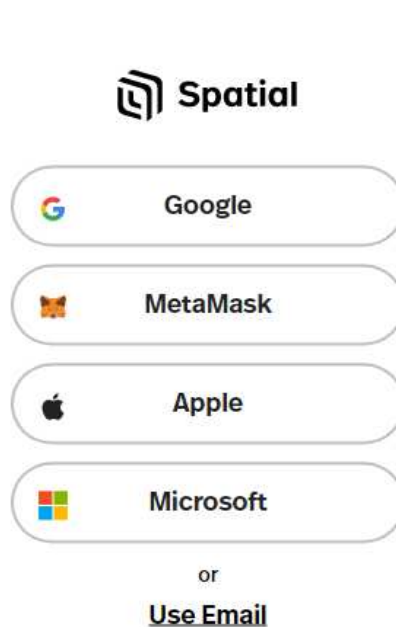 Spatial
Google
MetaMask
Apple
Microsoft
or
Use Email